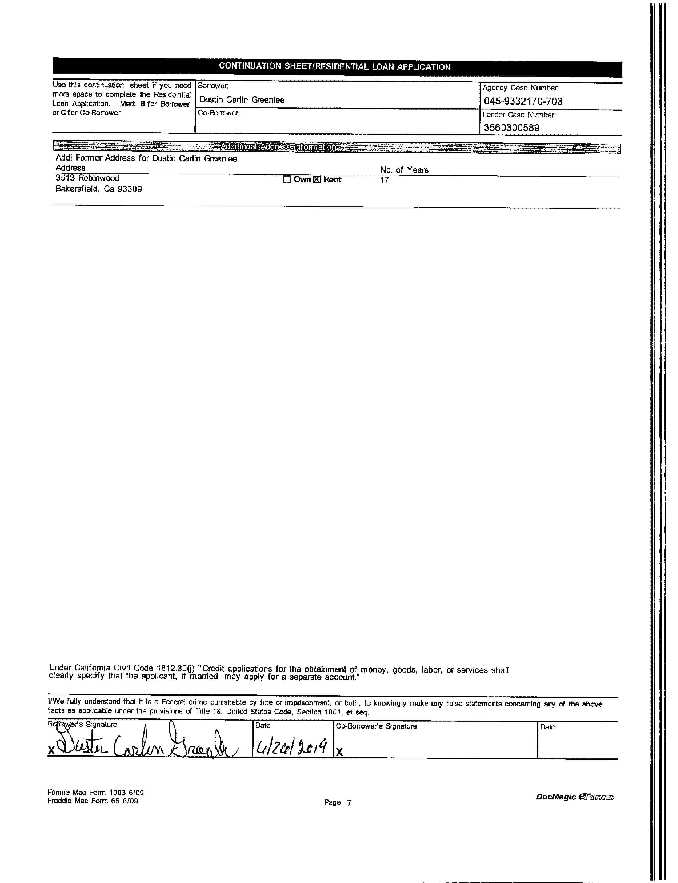 CONTINUATION SHEET/RESIDENTIAL LOAN APPLICATION
Use this continuation sheet if you need
more space to complete the Residential
Loan Application. Mark B for Borrower
or C for Co-Borrower.
Borrower:
Dustin Carlin Greenlee
Co-Borrower:
Agency Case Number:
045-9332170-703
Lender Case Number:
Addl Former Address for Dustin Carlin Greenlee
Address
No. of Years
Robinwood
Own X Rent
17
Bakersfield, Ca
Under California Civil Code 1812.30(j) "Credit applications for the obtainment of money, goods, labor, or services shall
clearly specify that the applicant, if married, may apply for a separate account."
I/We fully understand that it is a Federal crime punishable by fine or imprisonment, or both, to knowingly make any false statements concerning any of the above
facts as applicable under the provisions of Title 18, United States Code, Section 1001, et seq.
Borrower's Signature
Date
Co-Borrower's Signature
Date
X Dustin Carlin Greenlee
2019
X
Fannie Mae Form 1003 6/09
Freddie Mac Form 65 6/09
Page 7
DocMagic